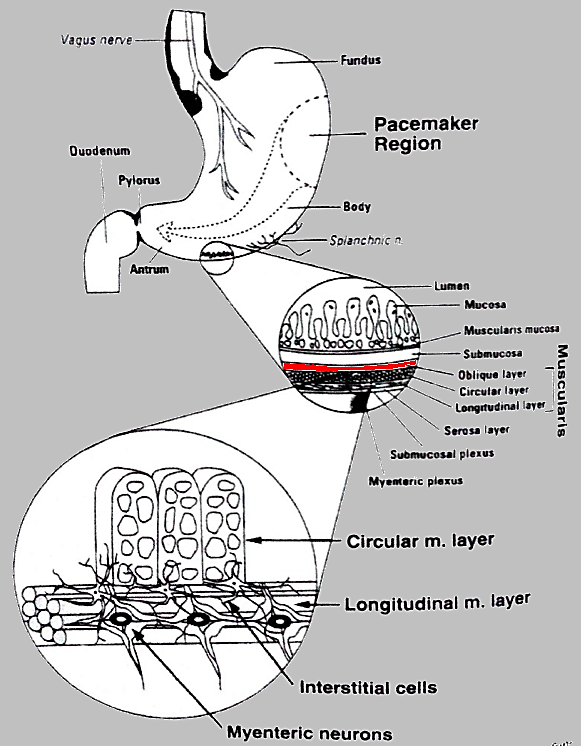 Vagus nerve
Fundus
Pacemaker
Region
Duodenum
Pylorus
Body
Splanchnic n.
Antrum
Lumen
Mucosa
Muscularis mucosa
Submucosa
Oblique layer
Circular layer
Longitudinal layer
Muscularis
Serosa layer
Submucosal plexus
Myenteric plexus
Circular m. layer
Longitudinal m. layer
Interstitial cells
Myenteric neurons